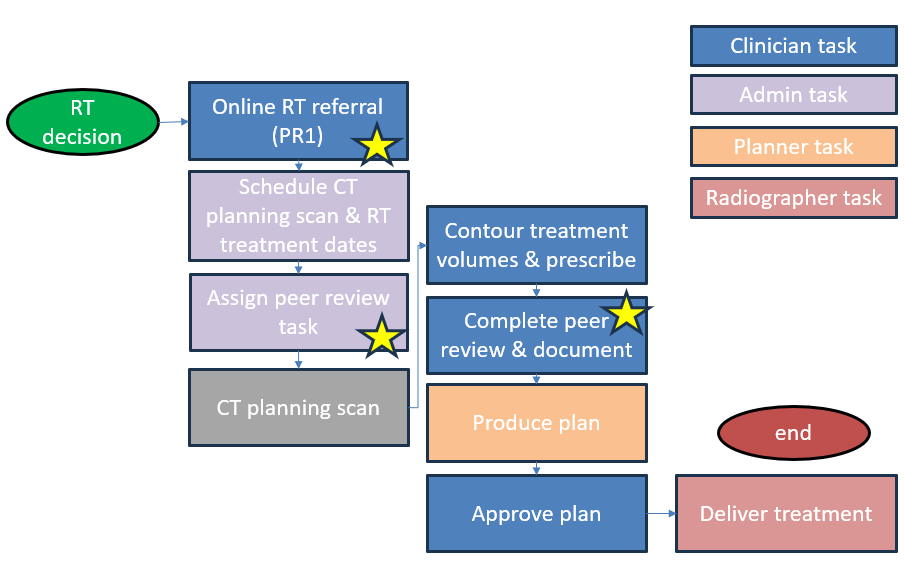 RT
decision
Online RT referral
(PR1)
Schedule CT
planning scan & RT
treatment dates
Assign peer review
task
CT planning scan
Contour treatment
volumes & prescribe
Complete peer
review & document
Produce plan
Approve plan
Deliver treatment
end
Clinician task
Admin task
Planner task
Radiographer task